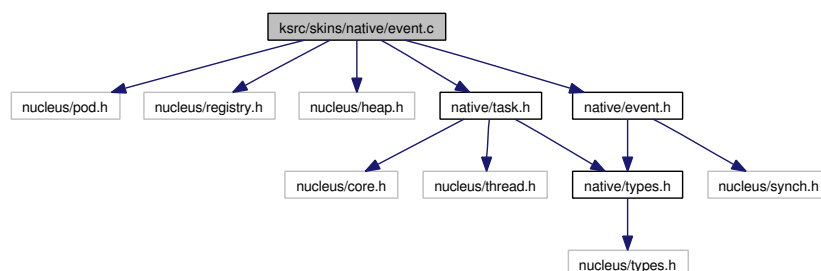 ksrc/skins/native/event.c
nucleus/pod.h
nucleus/registry.h
nucleus/heap.h
native/task.h
native/event.h
nucleus/core.h
nucleus/thread.h
native/types.h
nucleus/synch.h
nucleus/types.h